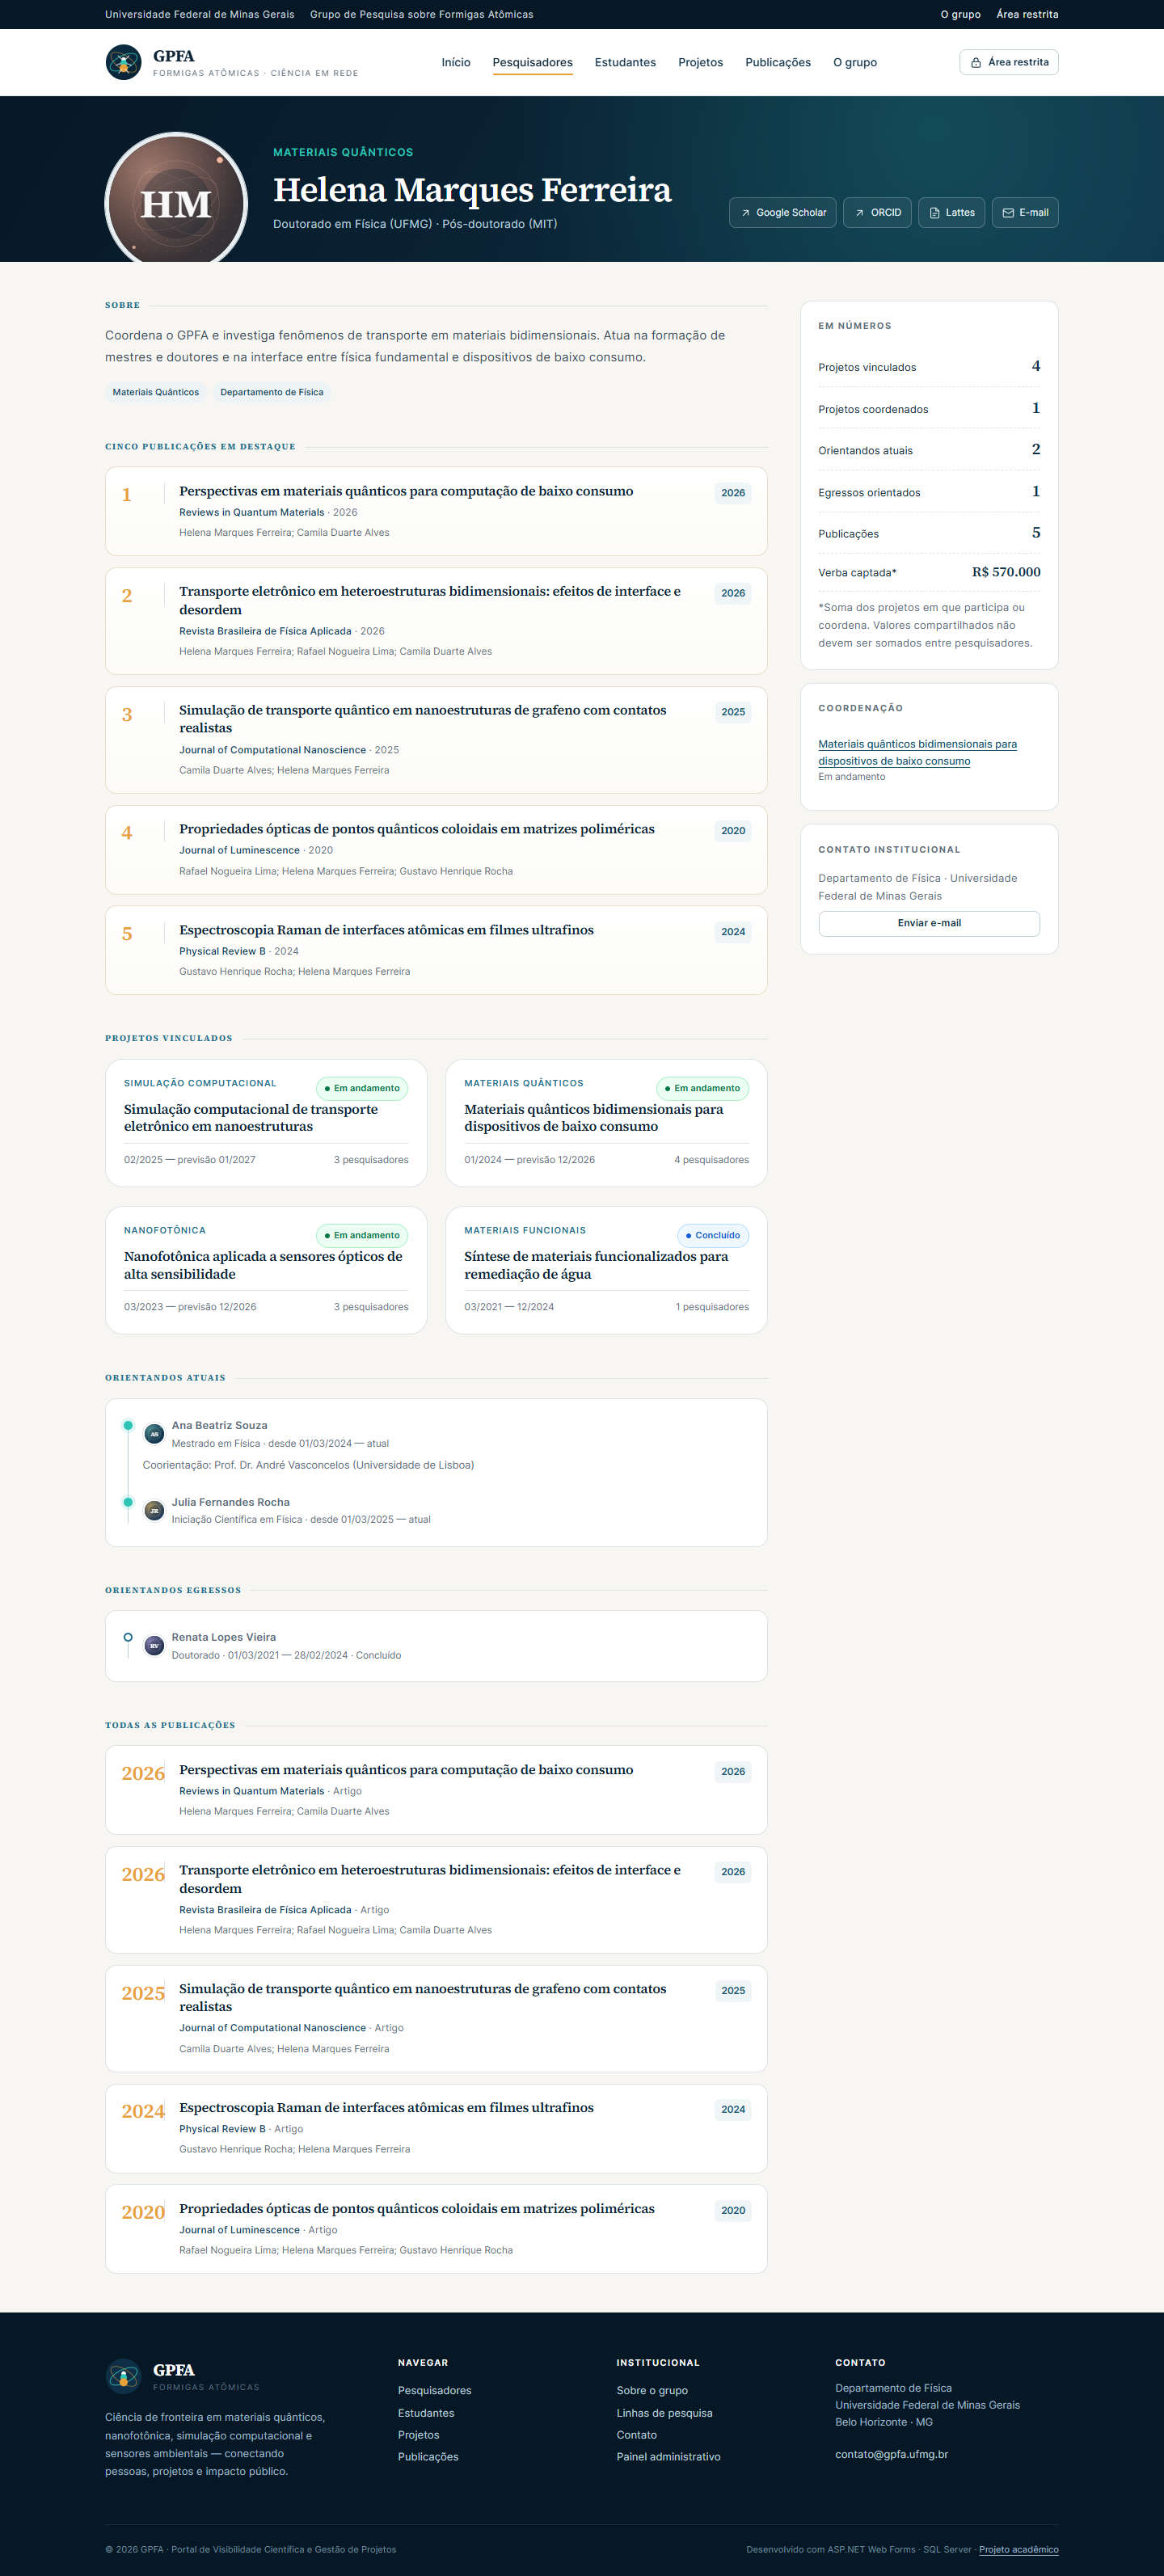 Universidade Federal de Minas Gerais Grupo de Pesquisa sobre Formigas Atômicas O grupo Área restrita
GPFA
FORMIGAS ATÔMICAS · CIÊNCIA EM REDE
Início Pesquisadores Estudantes Projetos Publicações O grupo
Área restrita
HM
MATERIAIS QUÂNTICOS
Helena Marques Ferreira
Doutorado em Física (UFMG) · Pós-doutorado (MIT)
Google Scholar ORCID Lattes E-mail
SOBRE
Coordena o GPFA e investiga fenômenos de transporte em materiais bidimensionais. Atua na formação de
mestres e doutores e na interface entre física fundamental e dispositivos de baixo consumo.
Materiais Quânticos Departamento de Física
CINCO PUBLICAÇÕES EM DESTAQUE
1 Perspectivas em materiais quânticos para computação de baixo consumo 2026
Reviews in Quantum Materials · 2026
Helena Marques Ferreira; Camila Duarte Alves
2 Transporte eletrônico em heteroestruturas bidimensionais: efeitos de interface e 2026
desordem
Revista Brasileira de Física Aplicada · 2026
Helena Marques Ferreira; Rafael Nogueira Lima; Camila Duarte Alves
3 Simulação de transporte quântico em nanoestruturas de grafeno com contatos 2025
realistas
Journal of Computational Nanoscience · 2025
Camila Duarte Alves; Helena Marques Ferreira
4 Propriedades ópticas de pontos quânticos coloidais em matrizes poliméricas 2020
Journal of Luminescence · 2020
Rafael Nogueira Lima; Helena Marques Ferreira; Gustavo Henrique Rocha
5 Espectroscopia Raman de interfaces atômicas em filmes ultrafinos 2024
Physical Review B · 2024
Gustavo Henrique Rocha; Helena Marques Ferreira
PROJETOS VINCULADOS
SIMULAÇÃO COMPUTACIONAL Em andamento
Simulação computacional de transporte
eletrônico em nanoestruturas
02/2025 — previsão 01/2027 3 pesquisadores
MATERIAIS QUÂNTICOS Em andamento
Materiais quânticos bidimensionais para
dispositivos de baixo consumo
01/2024 — previsão 12/2026 4 pesquisadores
NANOFOTÔNICA Em andamento
Nanofotônica aplicada a sensores ópticos de
alta sensibilidade
03/2023 — previsão 12/2026 3 pesquisadores
MATERIAIS FUNCIONAIS Concluído
Síntese de materiais funcionalizados para
remediação de água
03/2021 — 12/2024 1 pesquisadores
ORIENTANDOS ATUAIS
AS Ana Beatriz Souza
Mestrado em Física · desde 01/03/2024 — atual
Coorientação: Prof. Dr. André Vasconcelos (Universidade de Lisboa)
JR Julia Fernandes Rocha
Iniciação Científica em Física · desde 01/03/2025 — atual
ORIENTANDOS EGRESSOS
RV Renata Lopes Vieira
Doutorado · 01/03/2021 — 28/02/2024 · Concluído
TODAS AS PUBLICAÇÕES
2026 Perspectivas em materiais quânticos para computação de baixo consumo 2026
Reviews in Quantum Materials · Artigo
Helena Marques Ferreira; Camila Duarte Alves
2026 Transporte eletrônico em heteroestruturas bidimensionais: efeitos de interface e 2026
desordem
Revista Brasileira de Física Aplicada · Artigo
Helena Marques Ferreira; Rafael Nogueira Lima; Camila Duarte Alves
2025 Simulação de transporte quântico em nanoestruturas de grafeno com contatos 2025
realistas
Journal of Computational Nanoscience · Artigo
Camila Duarte Alves; Helena Marques Ferreira
2024 Espectroscopia Raman de interfaces atômicas em filmes ultrafinos 2024
Physical Review B · Artigo
Gustavo Henrique Rocha; Helena Marques Ferreira
2020 Propriedades ópticas de pontos quânticos coloidais em matrizes poliméricas 2020
Journal of Luminescence · Artigo
Rafael Nogueira Lima; Helena Marques Ferreira; Gustavo Henrique Rocha
EM NÚMEROS
Projetos vinculados 4
Projetos coordenados 1
Orientandos atuais 2
Egressos orientados 1
Publicações 5
Verba captada* R$ 570.000
*Soma dos projetos em que participa ou
coordena. Valores compartilhados não
devem ser somados entre pesquisadores.
COORDENAÇÃO
Materiais quânticos bidimensionais para
dispositivos de baixo consumo
Em andamento
CONTATO INSTITUCIONAL
Departamento de Física · Universidade
Federal de Minas Gerais
Enviar e-mail
GPFA
FORMIGAS ATÔMICAS
Ciência de fronteira em materiais quânticos,
nanofotônica, simulação computacional e
sensores ambientais — conectando
pessoas, projetos e impacto público.
NAVEGAR
Pesquisadores
Estudantes
Projetos
Publicações
INSTITUCIONAL
Sobre o grupo
Linhas de pesquisa
Contato
Painel administrativo
CONTATO
Departamento de Física
Universidade Federal de Minas Gerais
Belo Horizonte · MG
contato@gpfa.ufmg.br
© 2026 GPFA · Portal de Visibilidade Científica e Gestão de Projetos
Desenvolvido com ASP.NET Web Forms · SQL Server · Projeto acadêmico